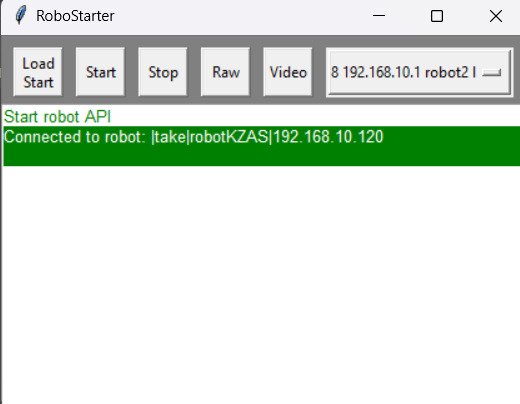 RoboStarter
Load
Start
Start
Stop
Raw
Video
8 192.168.10.1 robot2 l
Start robot API
Connected to robot: |take|robotKZAS|192.168.10.120